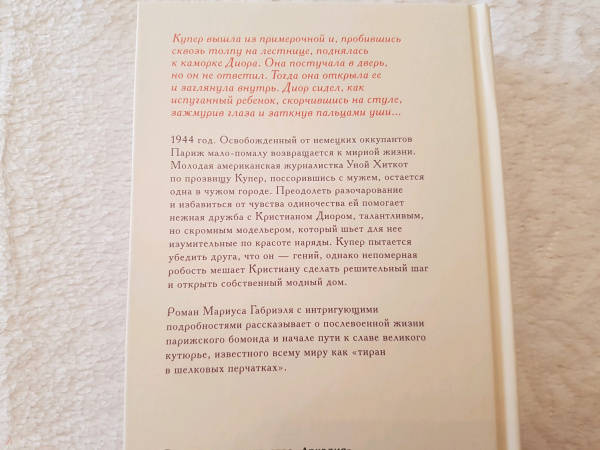 Купер вышла из примерочной и, пробившись
сквозь толпу на лестнице, поднялась
к каморке Диора. Она постучала в дверь,
но он не ответил. Тогда она открыла ее
и заглянула внутрь. Диор сидел, как
испуганный ребенок, скорчившись на стуле,
зажмурив глаза и заткнув пальцами уши...
1944 год. Освобожденный от немецких оккупантов
Париж мало-помалу возвращается к мирной жизни.
Молодая американская журналистка Уной Хиткот
по прозвищу Купер, поссорившись с мужем, остается
одна в чужом городе. Преодолеть разочарование
и избавиться от чувства одиночества ей помогает
нежная дружба с Кристианом Диором, талантливым,
но скромным модельером, который шьет для нее
изумительные по красоте наряды. Купер пытается
убедить друга, что он — гений, однако непомерная
робость мешает Кристиану сделать решительный шаг
и открыть собственный модный дом.
Роман Мариуса Габриэля с интригующими
подробностями рассказывает о послевоенной жизни
парижского бомонда и начале пути к славе великого
кутюрье, известного всему миру как «тиран
в шелковых перчатках».